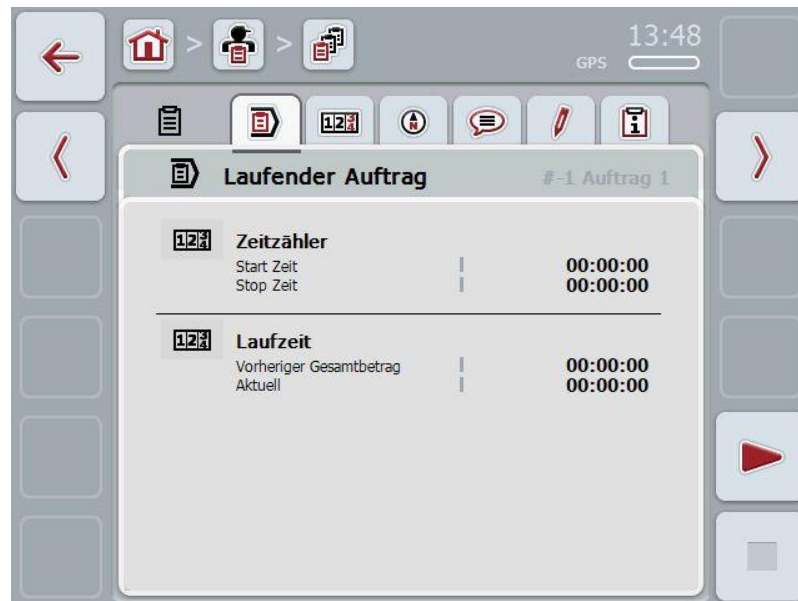 13:48
GPS
Laufender Auftrag #-1 Auftrag 1
Zeitzähler
Start Zeit 00:00:00
Stop Zeit 00:00:00
Laufzeit
Vorheriger Gesamtbetrag 00:00:00
Aktuell 00:00:00